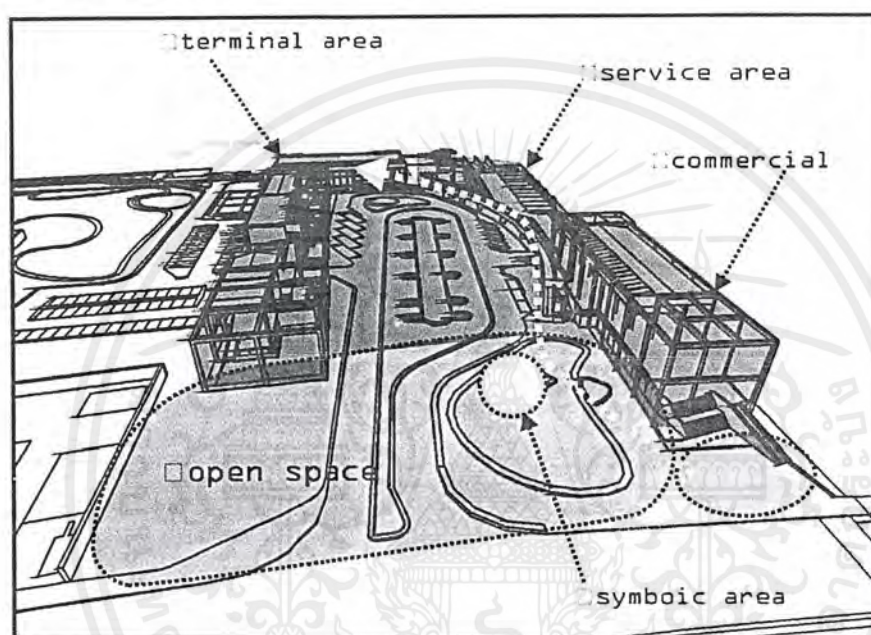 □terminal area
□service area
□commercial
□open space
□symboic area